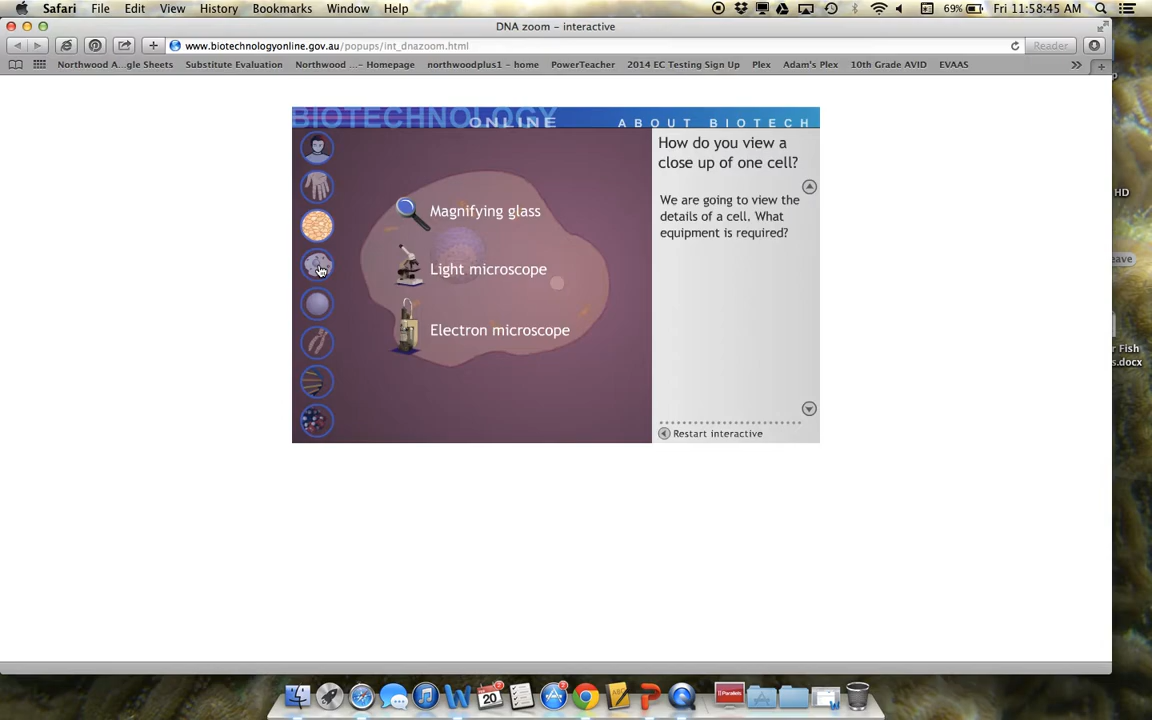 Safari File Edit View History Bookmarks Window Help 69% Fri 11:58:45 AM
DNA zoom – interactive
www.biotechnologyonline.gov.au/popups/int_dnazoom.html Reader
Northwood A...gle Sheets Substitute Evaluation Northwood ...– Homepage northwoodplus1 – home PowerTeacher 2014 EC Testing Sign Up Plex Adam's Plex 10th Grade AVID EVAAS
BIOTECHNOLOGY
ONLINE ABOUT BIOTECH
How do you view a
close up of one cell?
Magnifying glass
Light microscope
Electron microscope
We are going to view the
details of a cell. What
equipment is required?
Restart interactive
HD
eave
r Fish
s.docx
20